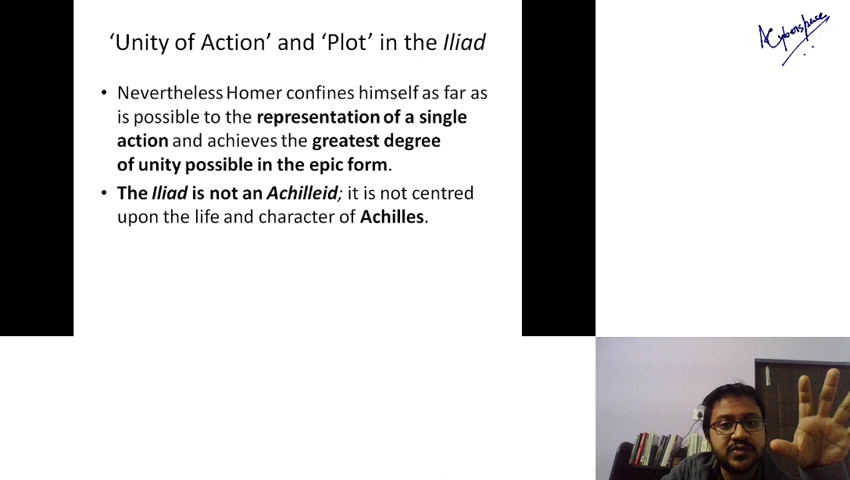 ‘Unity of Action’ and ‘Plot’ in the Iliad
• Nevertheless Homer confines himself as far as
is possible to the representation of a single
action and achieves the greatest degree
of unity possible in the epic form.
• The Iliad is not an Achilleid; it is not centred
upon the life and character of Achilles.
Cyberspace